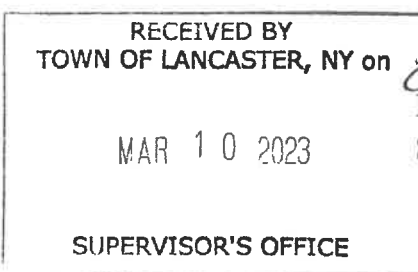 RECEIVED BY
TOWN OF LANCASTER, NY on
MAR 10 2023
SUPERVISOR'S OFFICE